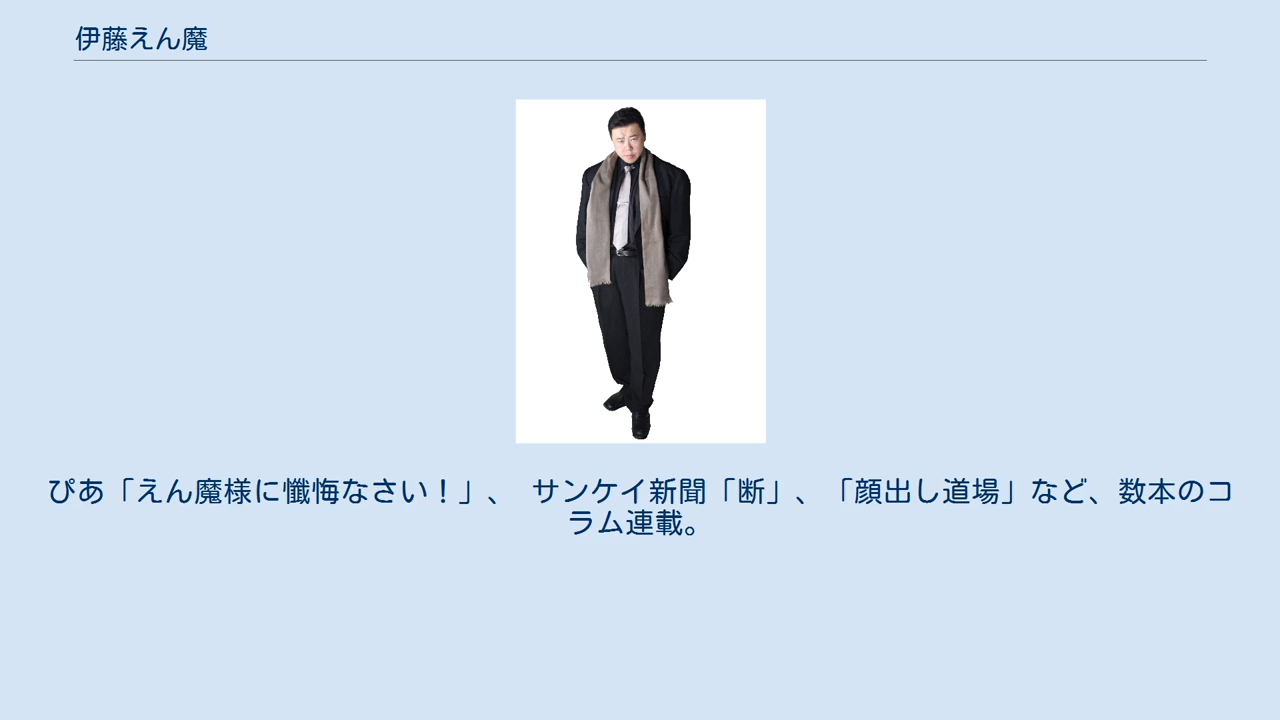 伊藤えん魔
ぴあ「えん魔様に懺悔なさい！」、 サンケイ新聞「断」、「顔出し道場」など、数本のコ
ラム連載。